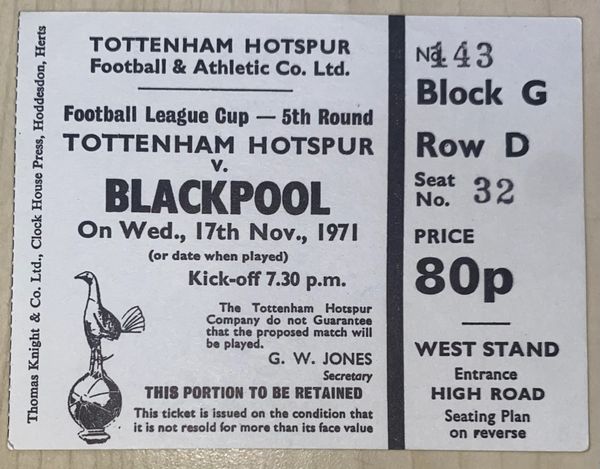 TOTTENHAM HOTSPUR
Football & Athletic Co. Ltd.
Football League Cup — 5th Round
TOTTENHAM HOTSPUR
v.
BLACKPOOL
On Wed., 17th Nov., 1971
(or date when played)
Kick-off 7.30 p.m.
The Tottenham Hotspur
Company do not Guarantee
that the proposed match will
be played.
G. W. JONES
Secretary
THIS PORTION TO BE RETAINED
This ticket is issued on the condition that
it is not resold for more than its face value
Thomas Knight & Co. Ltd., Clock House Press, Hoddesdon, Herts
No 143
Block G
Row D
Seat
No. 32
PRICE
80p
WEST STAND
Entrance
HIGH ROAD
Seating Plan
on reverse